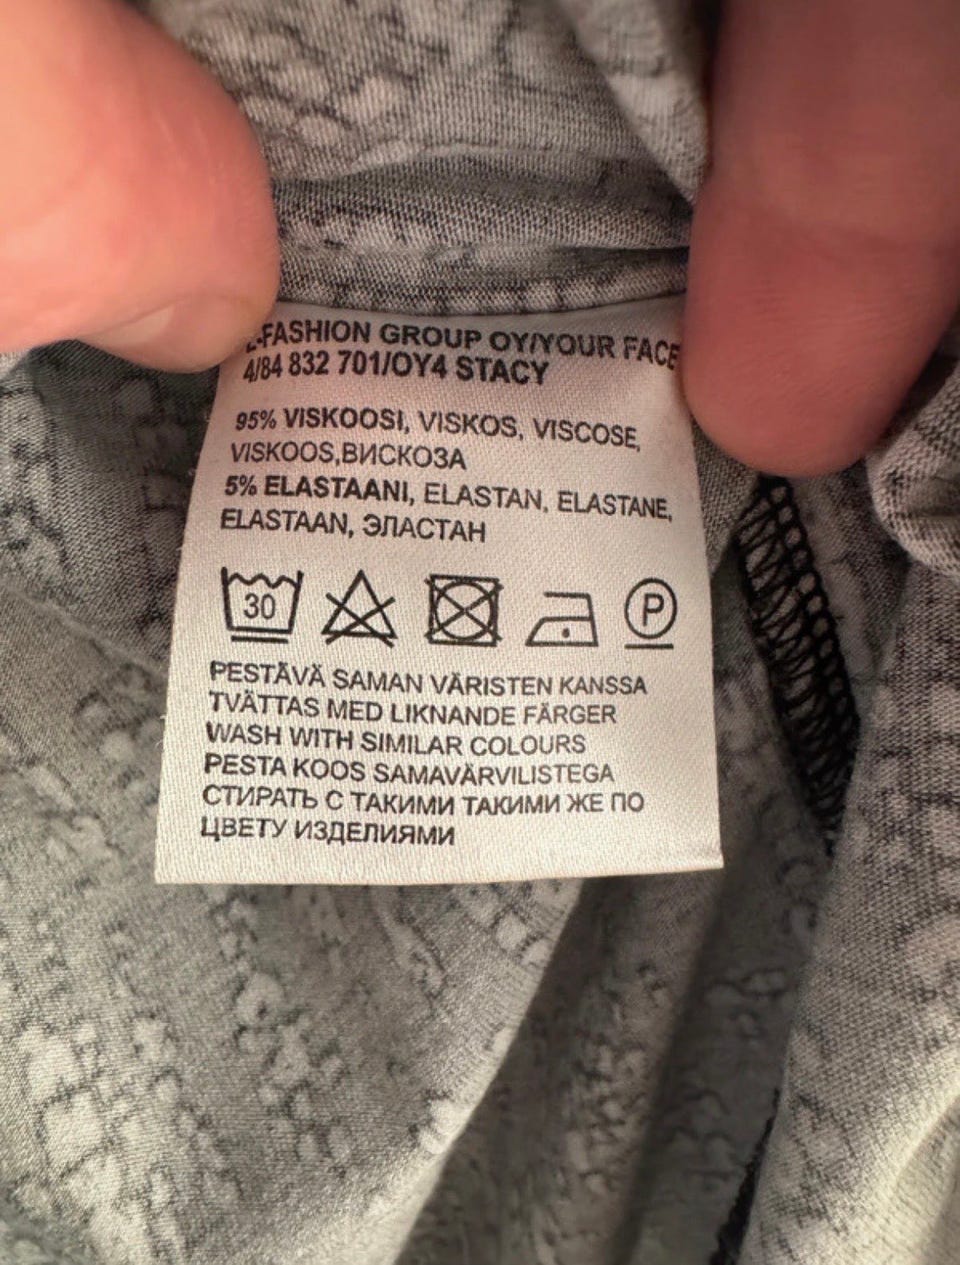 -FASHION GROUP OY/YOUR FACE
4/84 832 701/OY4 STACY
95% VISKOOSI, VISKOS, VISCOSE,
VISKOOS,ВИСКОЗА
5% ELASTAANI, ELASTAN, ELASTANE,
ELASTAAN, ЭЛАСТАН
30 P
PESTÄVÄ SAMAN VÄRISTEN KANSSA
TVÄTTAS MED LIKNANDE FÄRGER
WASH WITH SIMILAR COLOURS
PESTA KOOS SAMAVÄRVILISTEGA
СТИРАТЬ С ТАКИМИ ТАКИМИ ЖЕ ПО
ЦВЕТУ ИЗДЕЛИЯМИ